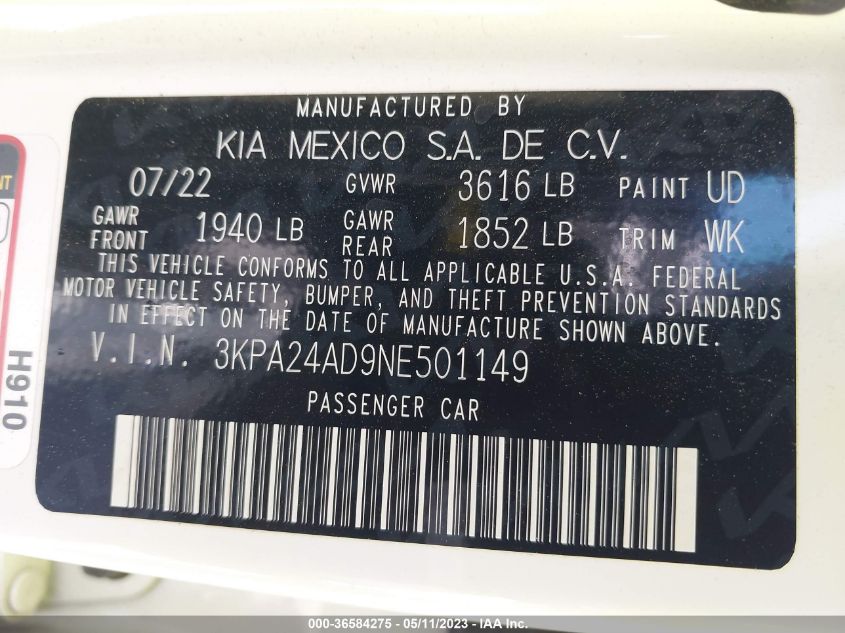 MANUFACTURED BY
KIA MEXICO S.A. DE C.V.
07/22 GVWR 3616 LB PAINT UD
GAWR FRONT 1940 LB GAWR REAR 1852 LB TRIM WK
THIS VEHICLE CONFORMS TO ALL APPLICABLE U.S.A. FEDERAL
MOTOR VEHICLE SAFETY, BUMPER, AND THEFT PREVENTION STANDARDS
IN EFFECT ON THE DATE OF MANUFACTURE SHOWN ABOVE.
V.I.N. 3KPA24AD9NE501149
PASSENGER CAR
H910
000-36584275 - 05/11/2023 - IAA Inc.